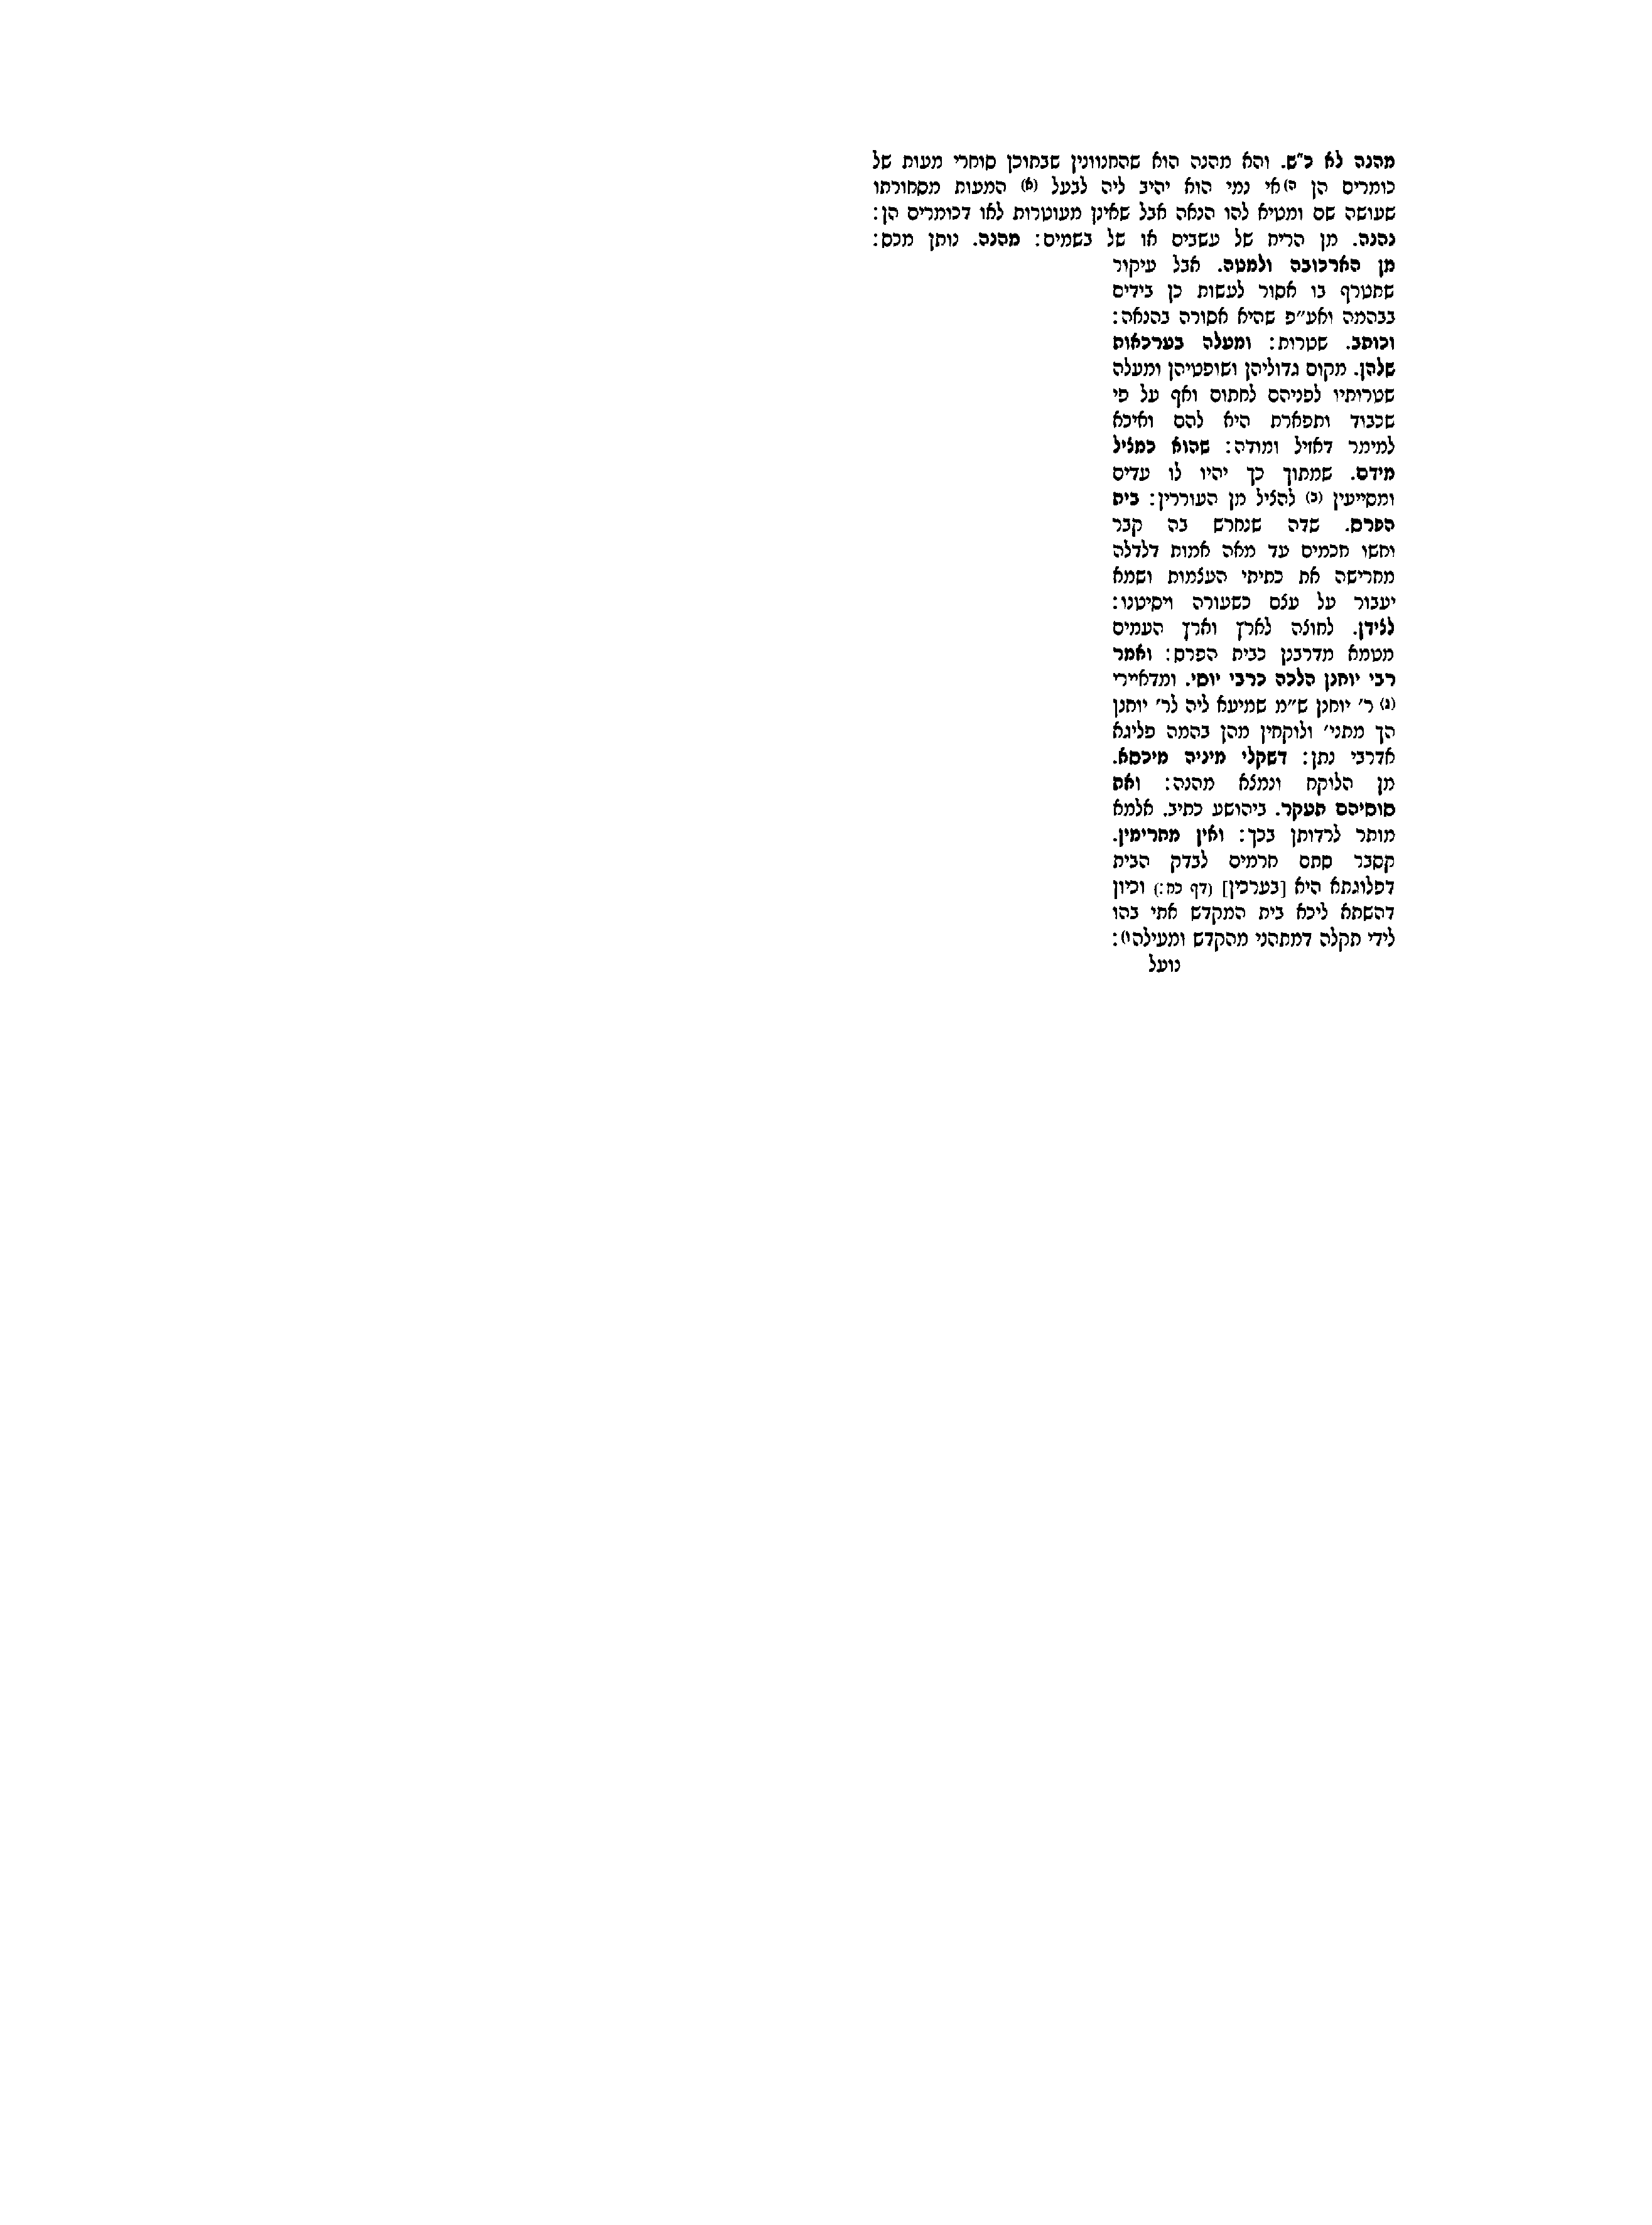 מהנה לא כ"ש. והא מהנה הוא שהחנוונין שבתוכן סוחרי מעות של
כומרים הן ה) אי נמי הוא יהיב ליה לבעל (א) המעות מסחורתו
שעושה שם ומטיא להו הנאה אבל שאינן מעוטרות לאו דכומרים הן:
נהנה. מן הריח של עשבים או של בשמים: מהנה. נותן מכס:
מן הארכובה ולמטה. אבל עיקור
שתטרף בו אסור לעשות כן בידים
בבהמה ואע"פ שהיא אסורה בהנאה:
וכותב. שטרות: ומעלה בערכאות
שלהן. מקום גדוליהן ושופטיהן ומעלה
שטרותיו לפניהם לחתום ואף על פי
שכבוד ותפארת היא להם ואיכא
למימר דאזיל ומודה: שהוא כמציל
מידם. שמתוך כך יהיו לו עדים
ומסייעין (ב) להציל מן העוררין: בית
הפרס. שדה שנחרש בה קבר
וחשו חכמים עד מאה אמות דלדלה
מחרישה את כתיתי העצמות ושמא
יעבור על עצם כשעורה ויסיטנו:
לצידן. לחוצה לארץ וארץ העמים
מטמא מדרבנן כבית הפרס: ואמר
רבי יוחנן הלכה כרבי יוסי. ומדאיירי
(ג) ר' יוחנן ש"מ שמיעא ליה לר' יוחנן
הך מתני' ולוקחין מהן בהמה פליגא
אדרבי נתן: דשקלי מיניה מיכסא.
מן הלוקח ונמצא מהנה: ואת
סוסיהם תעקר. ביהושע כתיב, אלמא
מותר לרדותן בכך: ואין מחרימין.
קסבר סתם חרמים לבדק הבית
דפלוגתא היא [בערכין] (דף כח:) וכיון
דהשתא ליכא בית המקדש אתי בהו
לידי תקלה דמתהני מהקדש ומעילה ו):
נועל